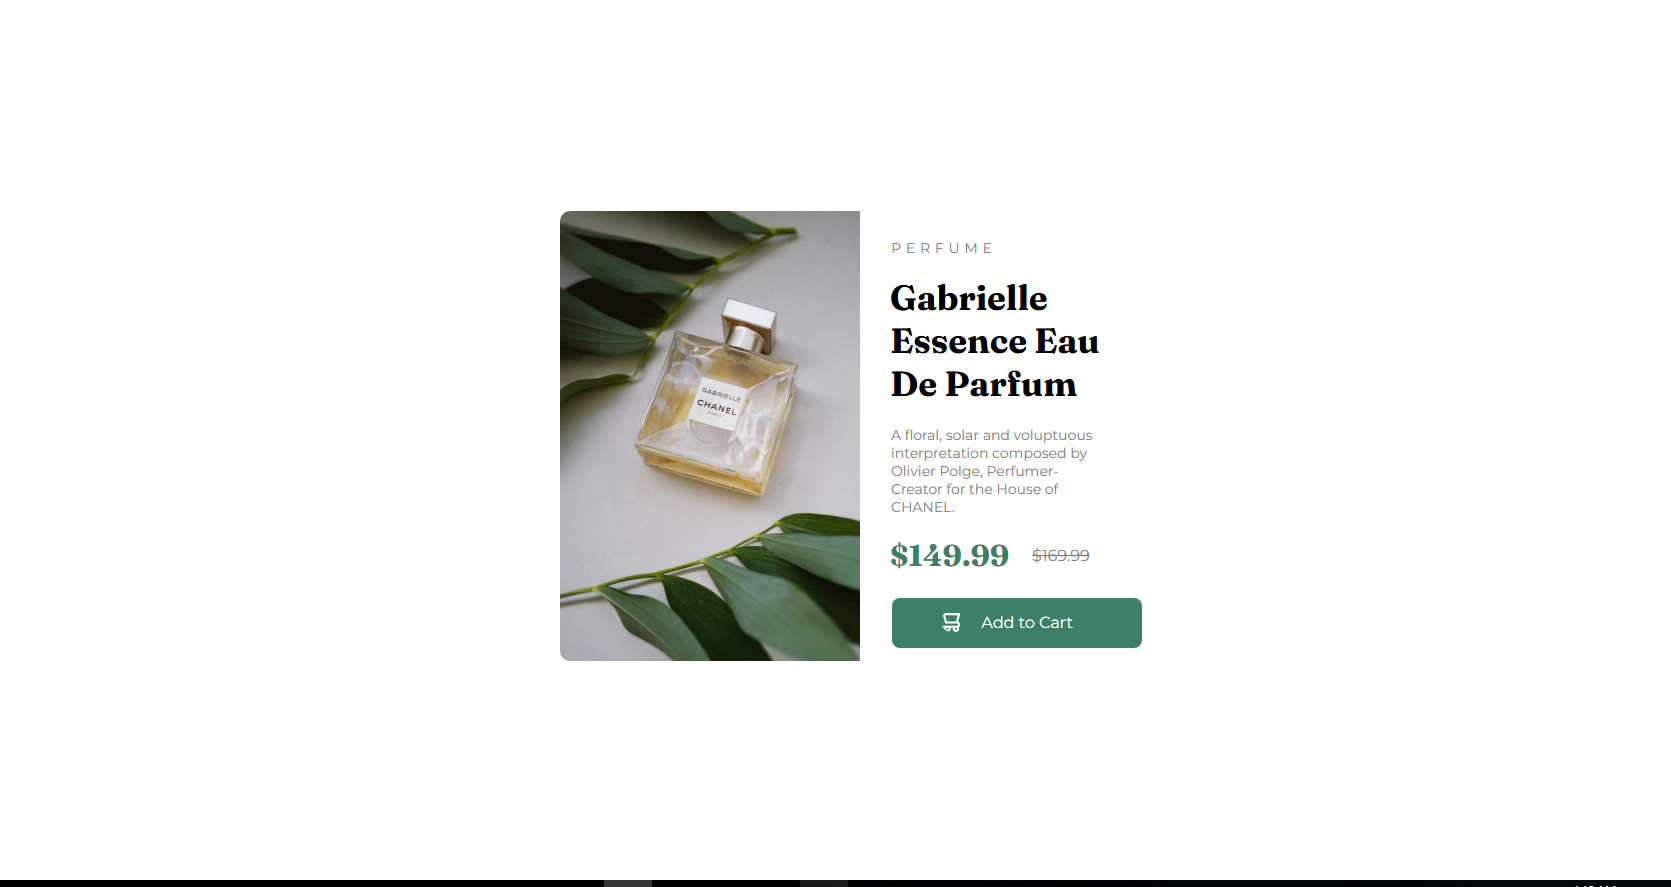 GABRIELLE
CHANEL
PARIS
PERFUME
Gabrielle
Essence Eau
De Parfum
A floral, solar and voluptuous
interpretation composed by
Olivier Polge, Perfumer-
Creator for the House of
CHANEL.
$149.99 $169.99
Add to Cart